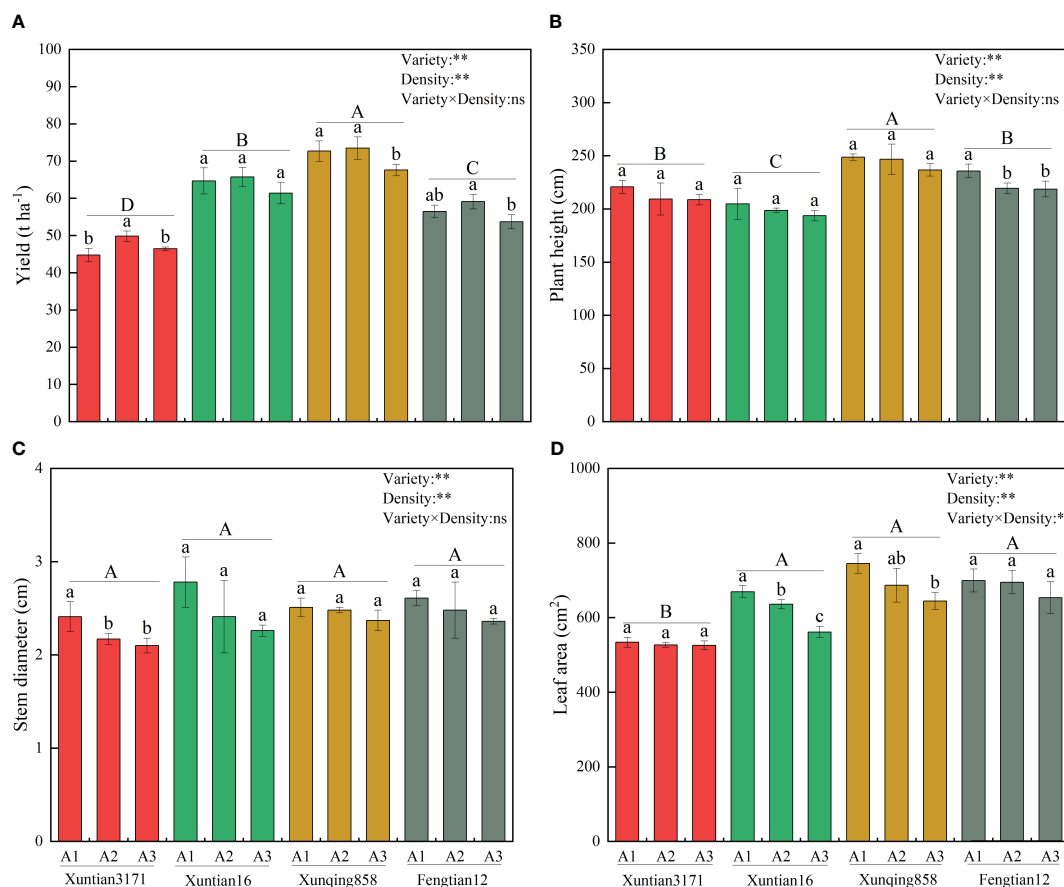 A
Yield (t ha-1)
100
90
80
70
60
50
40
30
20
10
0
Variety:**
Density:**
Variety×Density:ns
D
b a b
B
a a a
A
a a b
C
ab a b
B
Plant height (cm)
350
300
250
200
150
100
50
0
Variety:**
Density:**
Variety×Density:ns
B
a a a
C
a a a
A
a a a
B
a b b
C
Stem diameter (cm)
4
3
2
1
0
Variety:**
Density:**
Variety×Density:ns
A
a b b
A
a a a
A
a a a
A
a a a
A1 A2 A3 A1 A2 A3 A1 A2 A3 A1 A2 A3
Xuntian3171 Xuntian16 Xunqing858 Fengtian12
D
Leaf area (cm2)
1000
800
600
400
200
0
Variety:**
Density:**
Variety×Density:*
B
a a a
A
a b c
A
a ab b
A
a a a
A1 A2 A3 A1 A2 A3 A1 A2 A3 A1 A2 A3
Xuntian3171 Xuntian16 Xunqing858 Fengtian12